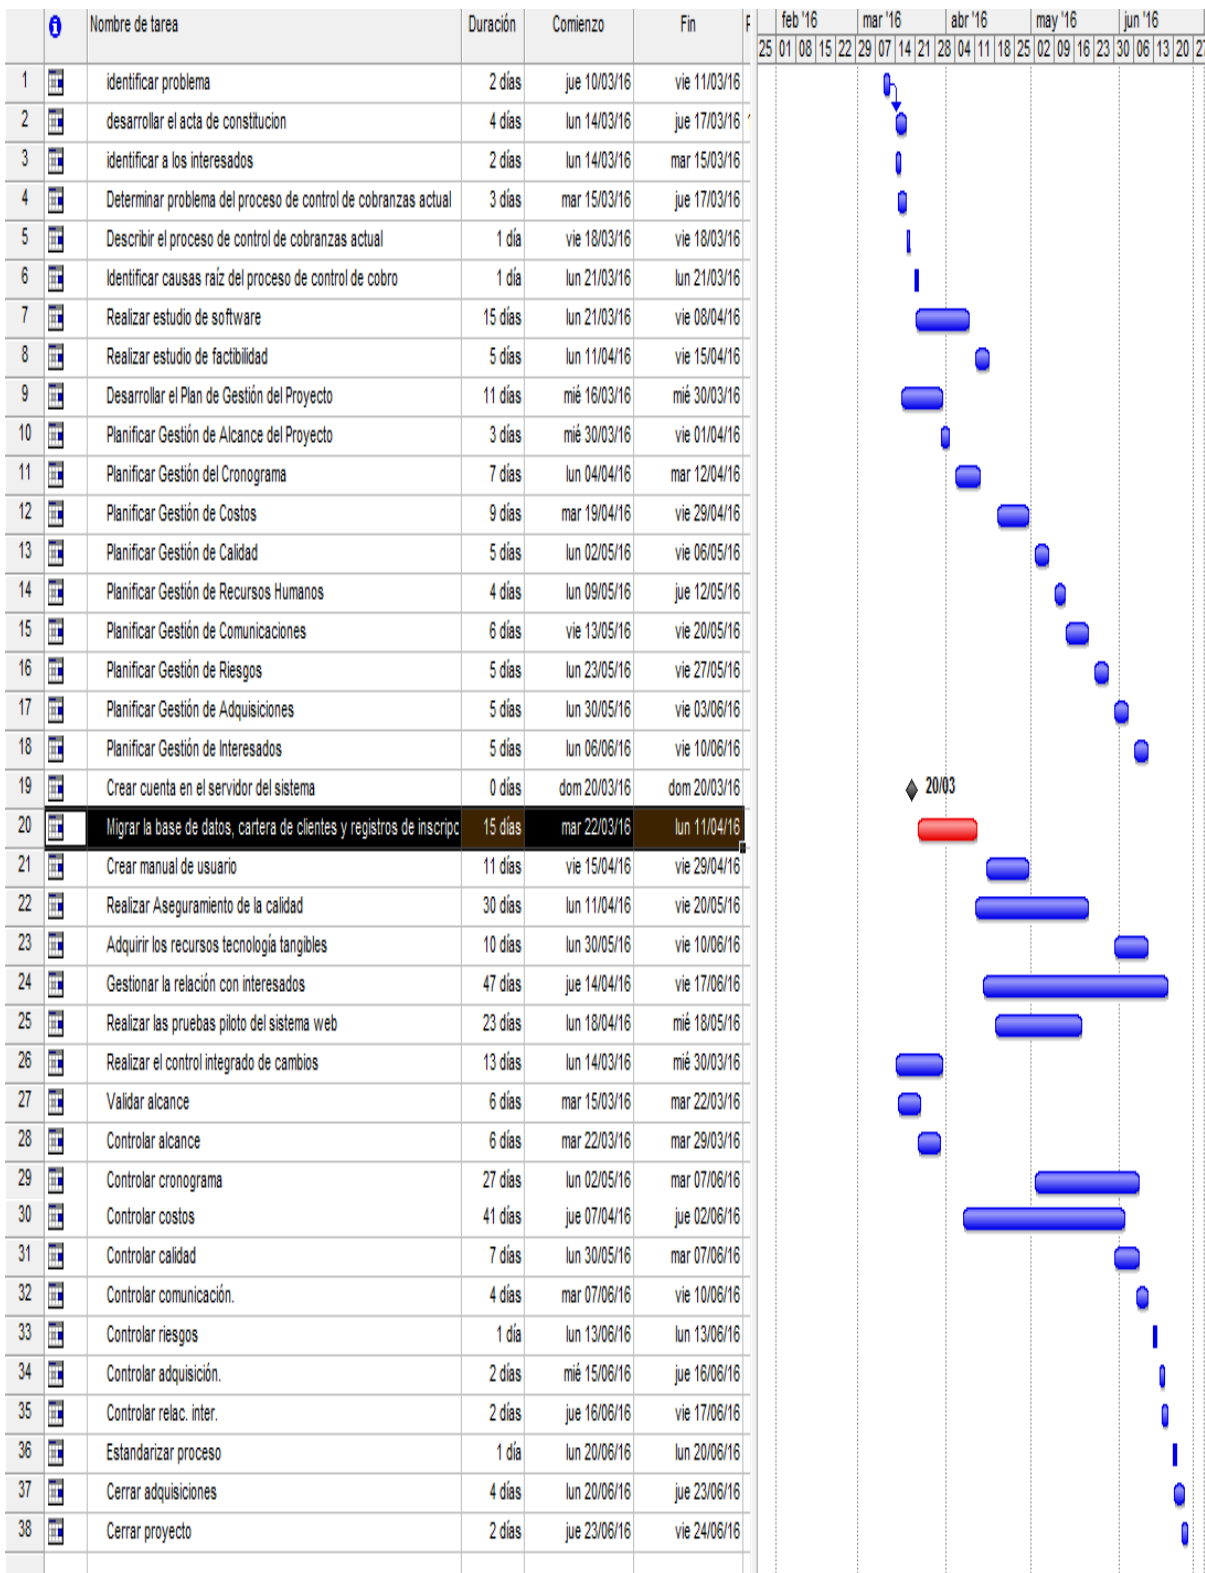 Nombre de tarea Duración Comienzo Fin
feb '16 mar '16 abr '16 may '16 jun '16
25 01 08 15 22 29 07 14 21 28 04 11 18 25 02 09 16 23 30 06 13 20 27
1 identificar problema 2 días jue 10/03/16 vie 11/03/16
2 desarrollar el acta de constitucion 4 días lun 14/03/16 jue 17/03/16
3 identificar a los interesados 2 días lun 14/03/16 mar 15/03/16
4 Determinar problema del proceso de control de cobranzas actual 3 días mar 15/03/16 jue 17/03/16
5 Describir el proceso de control de cobranzas actual 1 día vie 18/03/16 vie 18/03/16
6 Identificar causas raíz del proceso de control de cobro 1 día lun 21/03/16 lun 21/03/16
7 Realizar estudio de software 15 días lun 21/03/16 vie 08/04/16
8 Realizar estudio de factibilidad 5 días lun 11/04/16 vie 15/04/16
9 Desarrollar el Plan de Gestión del Proyecto 11 días mié 16/03/16 mié 30/03/16
10 Planificar Gestión de Alcance del Proyecto 3 días mié 30/03/16 vie 01/04/16
11 Planificar Gestión del Cronograma 7 días lun 04/04/16 mar 12/04/16
12 Planificar Gestión de Costos 9 días mar 19/04/16 vie 29/04/16
13 Planificar Gestión de Calidad 5 días lun 02/05/16 vie 06/05/16
14 Planificar Gestión de Recursos Humanos 4 días lun 09/05/16 jue 12/05/16
15 Planificar Gestión de Comunicaciones 6 días vie 13/05/16 vie 20/05/16
16 Planificar Gestión de Riesgos 5 días lun 23/05/16 vie 27/05/16
17 Planificar Gestión de Adquisiciones 5 días lun 30/05/16 vie 03/06/16
18 Planificar Gestión de Interesados 5 días lun 06/06/16 vie 10/06/16
19 Crear cuenta en el servidor del sistema 0 días dom 20/03/16 dom 20/03/16 20/03
20 Migrar la base de datos, cartera de clientes y registros de inscripc 15 días mar 22/03/16 lun 11/04/16
21 Crear manual de usuario 11 días vie 15/04/16 vie 29/04/16
22 Realizar Aseguramiento de la calidad 30 días lun 11/04/16 vie 20/05/16
23 Adquirir los recursos tecnología tangibles 10 días lun 30/05/16 vie 10/06/16
24 Gestionar la relación con interesados 47 días jue 14/04/16 vie 17/06/16
25 Realizar las pruebas piloto del sistema web 23 días lun 18/04/16 mié 18/05/16
26 Realizar el control integrado de cambios 13 días lun 14/03/16 mié 30/03/16
27 Validar alcance 6 días mar 15/03/16 mar 22/03/16
28 Controlar alcance 6 días mar 22/03/16 mar 29/03/16
29 Controlar cronograma 27 días lun 02/05/16 mar 07/06/16
30 Controlar costos 41 días jue 07/04/16 jue 02/06/16
31 Controlar calidad 7 días lun 30/05/16 mar 07/06/16
32 Controlar comunicación. 4 días mar 07/06/16 vie 10/06/16
33 Controlar riesgos 1 día lun 13/06/16 lun 13/06/16
34 Controlar adquisición. 2 días mié 15/06/16 jue 16/06/16
35 Controlar relac. inter. 2 días jue 16/06/16 vie 17/06/16
36 Estandarizar proceso 1 día lun 20/06/16 lun 20/06/16
37 Cerrar adquisiciones 4 días lun 20/06/16 jue 23/06/16
38 Cerrar proyecto 2 días jue 23/06/16 vie 24/06/16